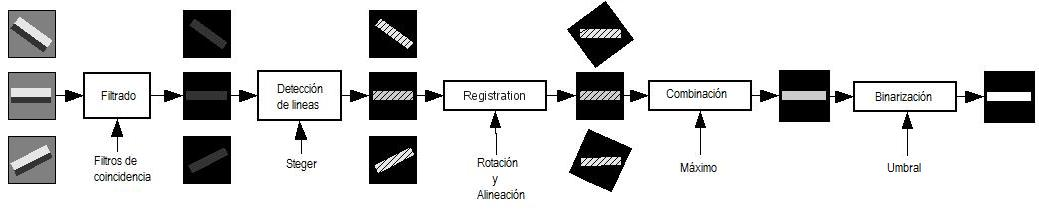 Filtrado
Detección
de lineas
Registration
Combinación
Binarización
Filtros de
coincidencia
Steger
Rotación
y
Alineación
Máximo
Umbral